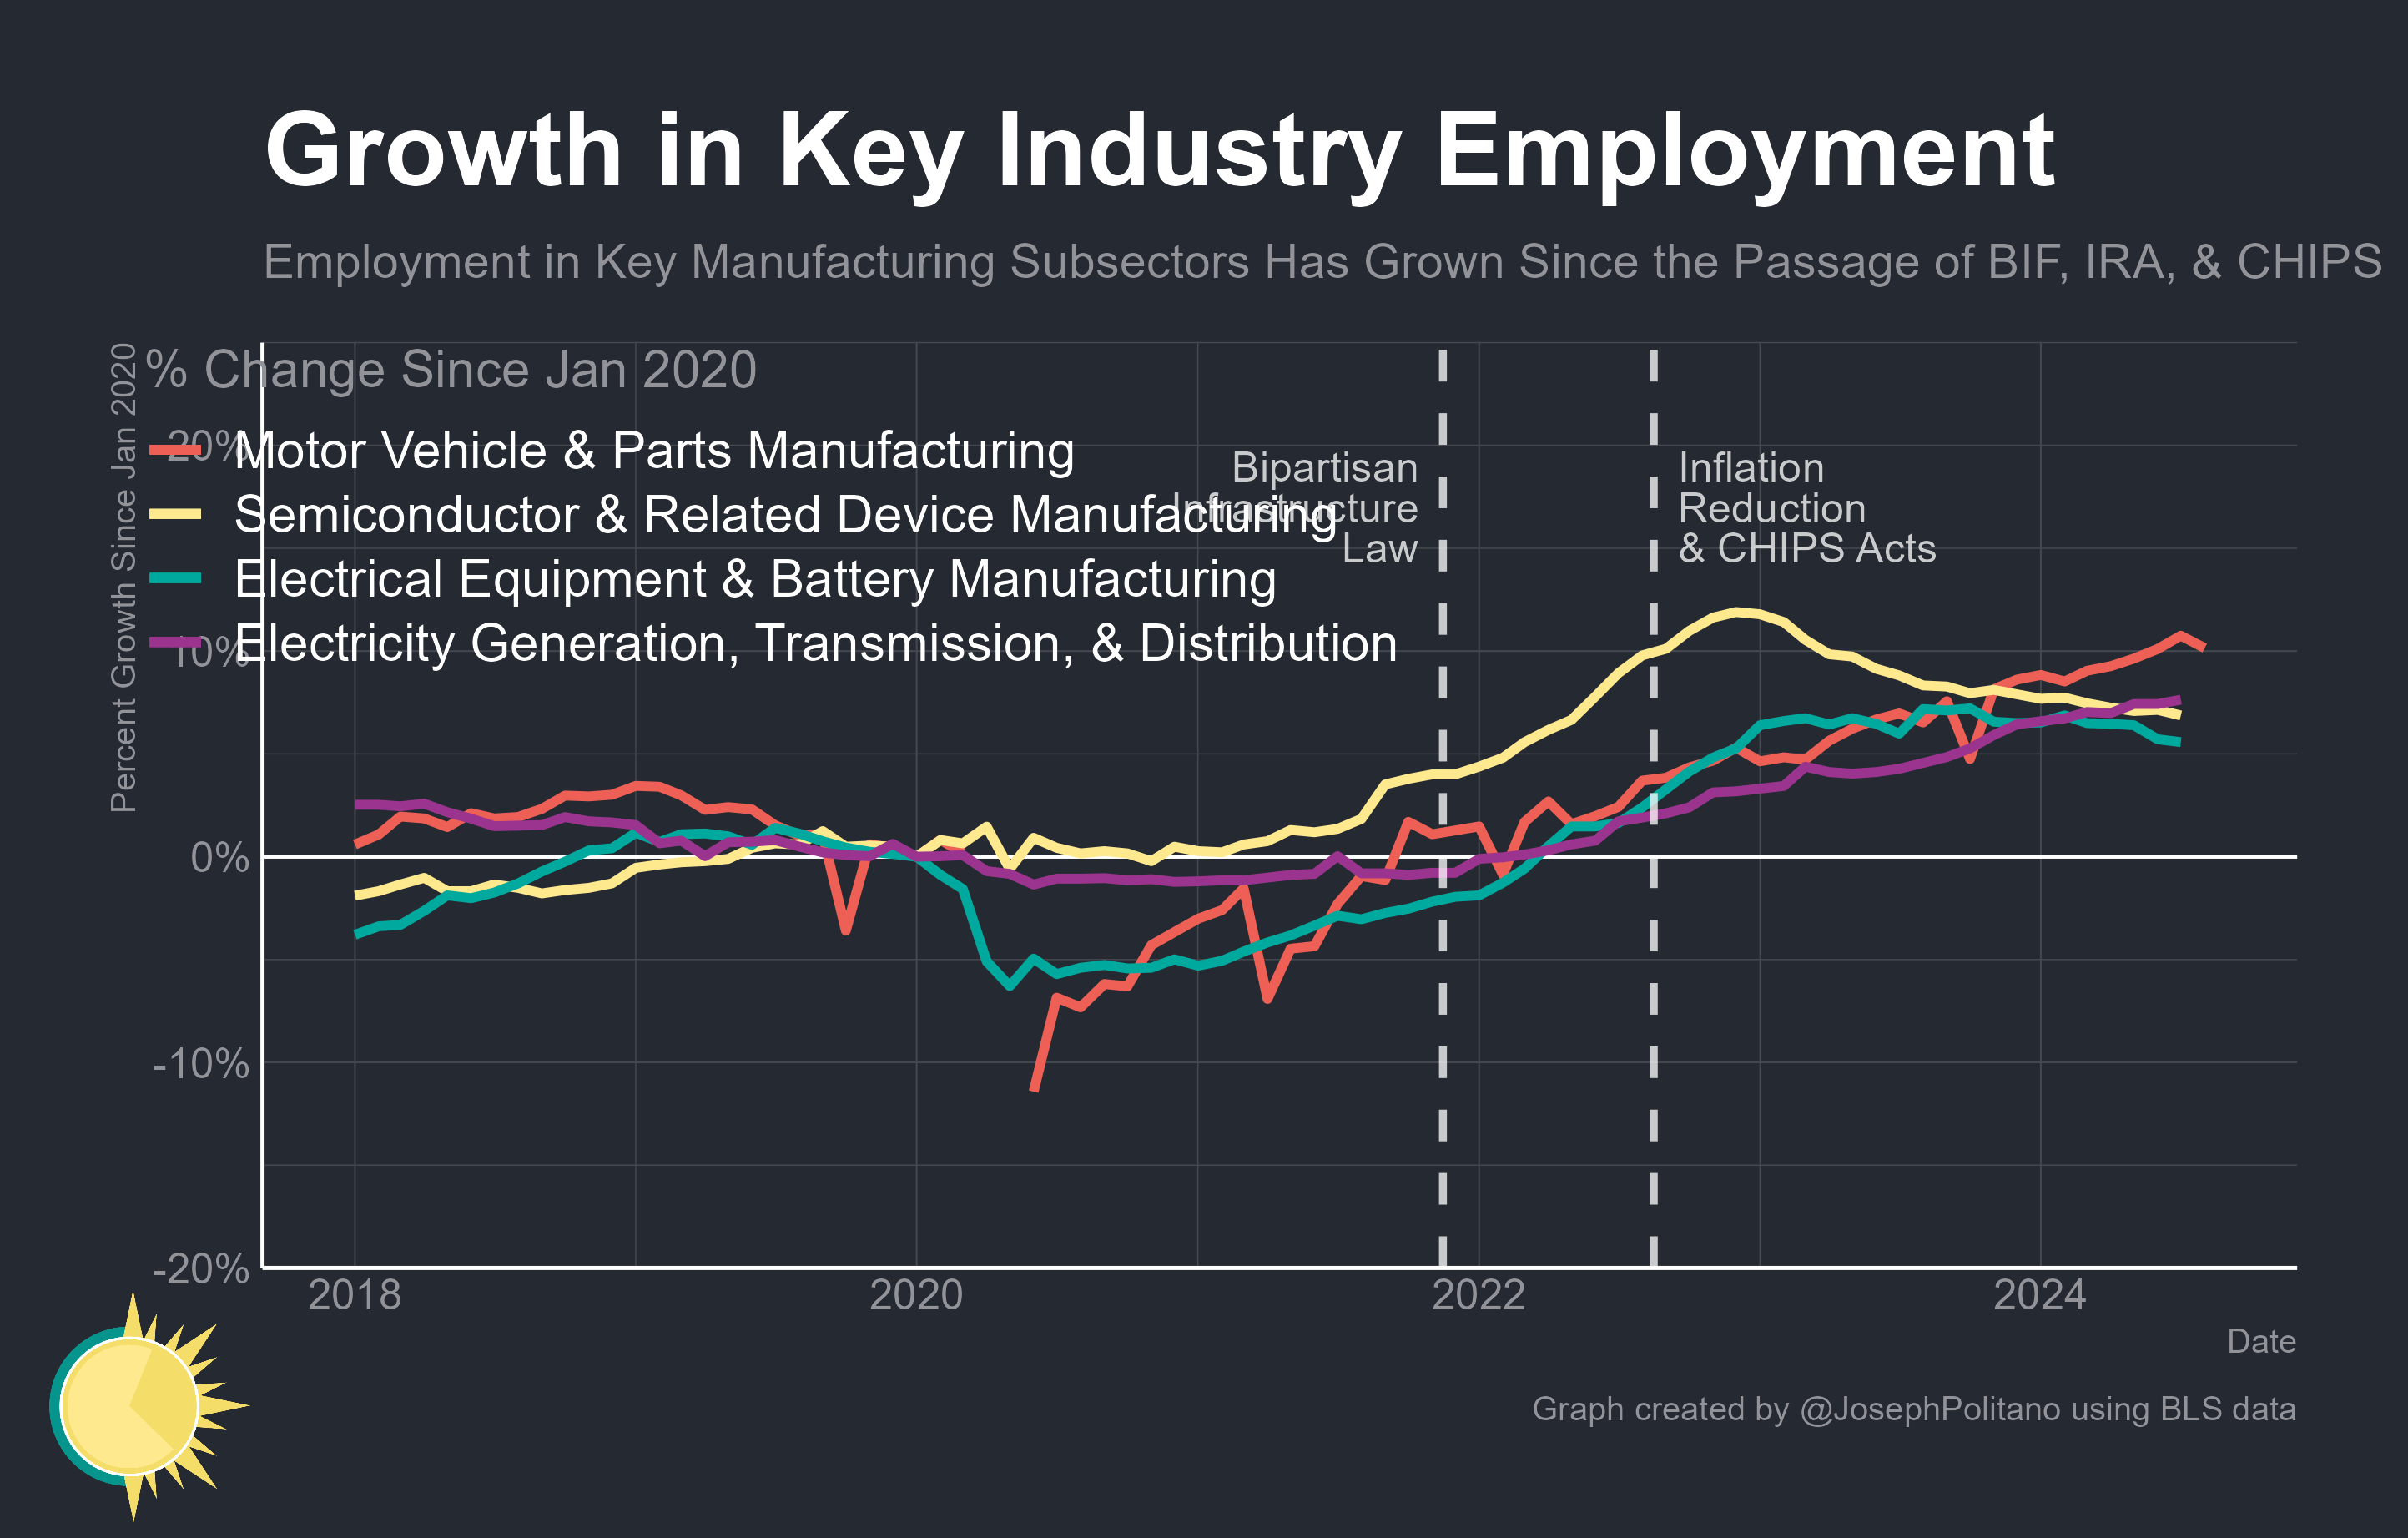 Growth in Key Industry Employment
Employment in Key Manufacturing Subsectors Has Grown Since the Passage of BIF, IRA, & CHIPS
Percent Growth Since Jan 2020
% Change Since Jan 2020
Motor Vehicle & Parts Manufacturing
Semiconductor & Related Device Manufacturing
Electrical Equipment & Battery Manufacturing
Electricity Generation, Transmission, & Distribution
Bipartisan
Infrastructure
Law
Inflation
Reduction
& CHIPS Acts
20%
10%
0%
-10%
-20%
2018 2020 2022 2024
Date
Graph created by @JosephPolitano using BLS data